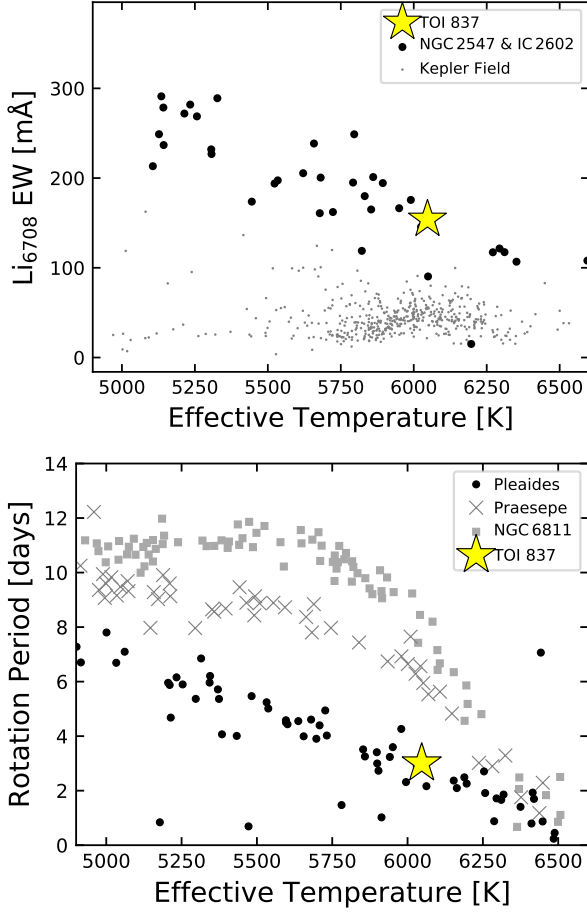 TOI 837
NGC 2547 & IC 2602
Kepler Field
300
200
100
0
Li6708 EW [mÅ]
5000 5250 5500 5750 6000 6250 6500
Effective Temperature [K]
14
12
10
8
6
4
2
0
Rotation Period [days]
Pleaides
Praesepe
NGC 6811
TOI 837
5000 5250 5500 5750 6000 6250 6500
Effective Temperature [K]